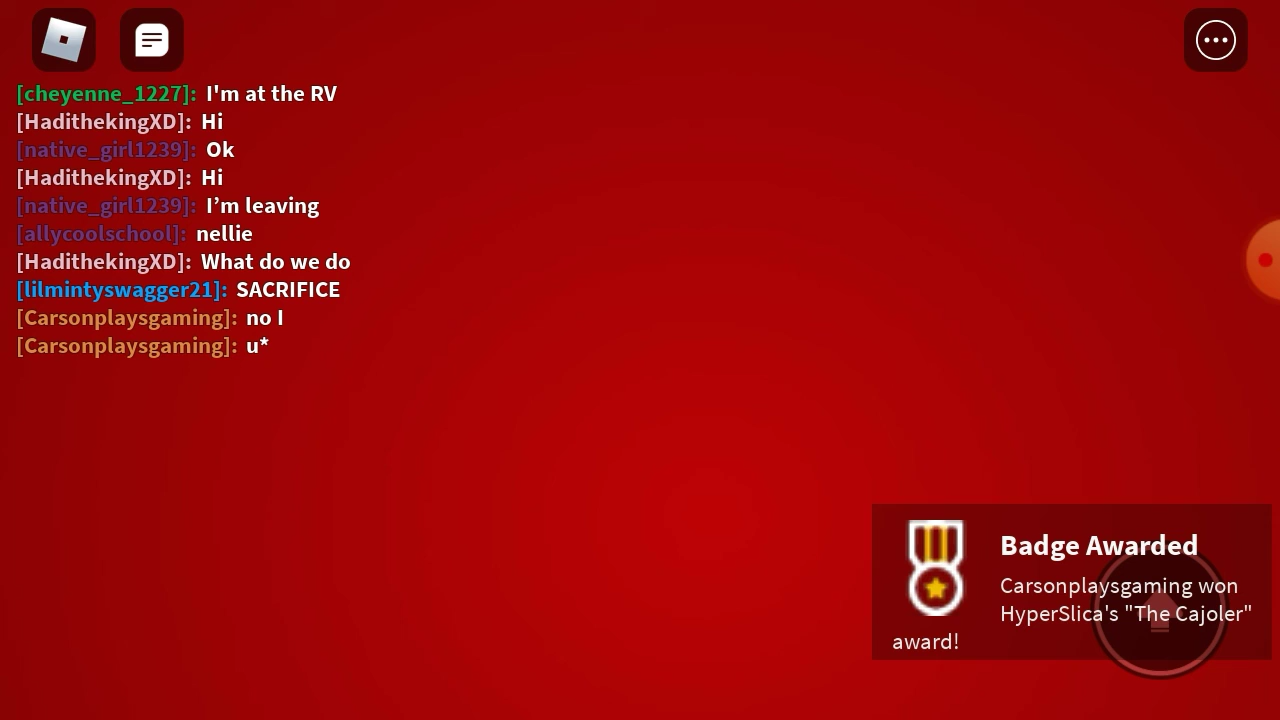 [cheyenne_1227]: I'm at the RV
[HadithekingXD]: Hi
[native_girl1239]: Ok
[HadithekingXD]: Hi
[native_girl1239]: I’m leaving
[allycoolschool]: nellie
[HadithekingXD]: What do we do
[lilmintyswagger21]: SACRIFICE
[Carsonplaysgaming]: no I
[Carsonplaysgaming]: u*
Badge Awarded
Carsonplaysgaming won
HyperSlica's "The Cajoler"
award!